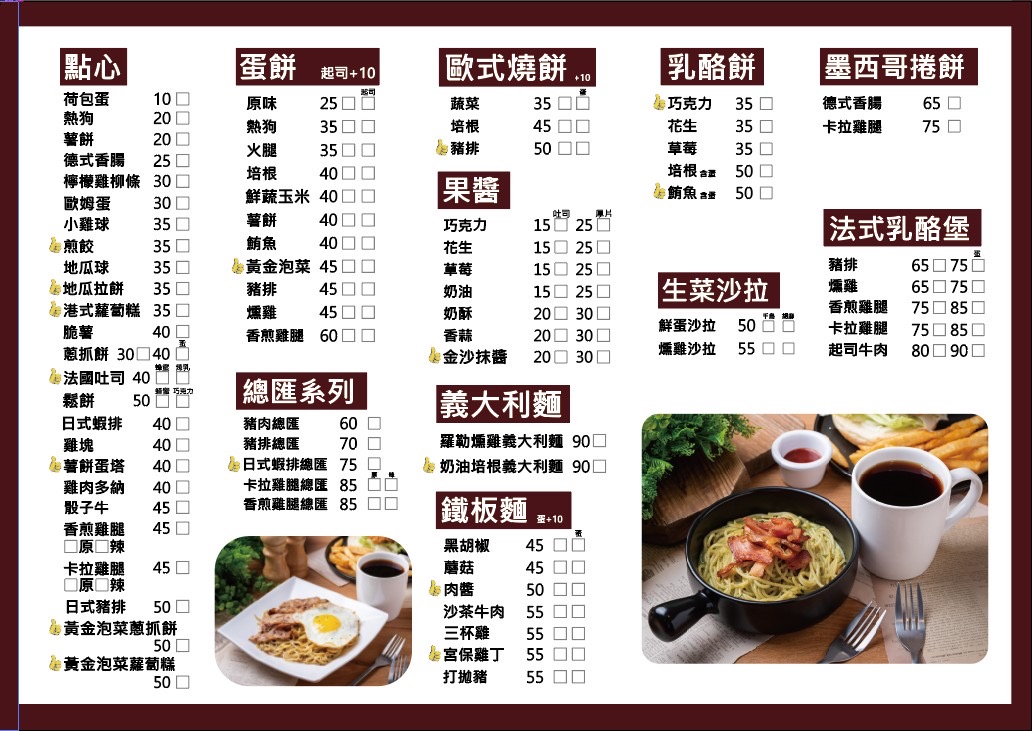 點心
荷包蛋 10 □
熱狗 20 □
薯餅 20 □
德式香腸 25 □
檸檬雞柳條 30 □
歐姆蛋 30 □
小雞球 35 □
煎餃 35 □
地瓜球 35 □
地瓜拉餅 35 □
港式蘿蔔糕 35 □
脆薯 40 □
蛋
蔥抓餅 30 □ 40 □
蜂蜜 煉乳
法國吐司 40 □ □
蜂蜜 巧克力
鬆餅 50 □ □
日式蝦排 40 □
雞塊 40 □
薯餅蛋塔 40 □
雞肉多納 40 □
骰子牛 45 □
香煎雞腿 45 □
□原□辣
卡拉雞腿 45 □
□原□辣
日式豬排 50 □
黃金泡菜蔥抓餅
50 □
黃金泡菜蘿蔔糕
50 □
蛋餅 起司+10
起司
原味 25 □ □
熱狗 35 □ □
火腿 35 □ □
培根 40 □ □
鮮蔬玉米 40 □ □
薯餅 40 □ □
鮪魚 40 □ □
黃金泡菜 45 □ □
豬排 45 □ □
燻雞 45 □ □
香煎雞腿 60 □ □
總匯系列
豬肉總匯 60 □
豬排總匯 70 □
日式蝦排總匯 75 □
原 辣
卡拉雞腿總匯 85 □ □
香煎雞腿總匯 85 □ □
歐式燒餅 +10
蛋
蔬菜 35 □ □
培根 45 □ □
豬排 50 □ □
果醬
吐司 厚片
巧克力 15 □ 25 □
花生 15 □ 25 □
草莓 15 □ 25 □
奶油 15 □ 25 □
奶酥 20 □ 30 □
香蒜 20 □ 30 □
金沙抹醬 20 □ 30 □
義大利麵
羅勒燻雞義大利麵 90 □
奶油培根義大利麵 90 □
鐵板麵 蛋+10
蛋
黑胡椒 45 □ □
蘑菇 45 □ □
肉醬 50 □ □
沙茶牛肉 55 □ □
三杯雞 55 □ □
宮保雞丁 55 □ □
打拋豬 55 □ □
乳酪餅
巧克力 35 □
花生 35 □
草莓 35 □
培根 含蛋 50 □
鮪魚 含蛋 50 □
生菜沙拉
千島 胡麻
鮮蛋沙拉 50 □ □
燻雞沙拉 55 □ □
墨西哥捲餅
德式香腸 65 □
卡拉雞腿 75 □
法式乳酪堡
蛋
豬排 65 □ 75 □
燻雞 65 □ 75 □
香煎雞腿 75 □ 85 □
卡拉雞腿 75 □ 85 □
起司牛肉 80 □ 90 □